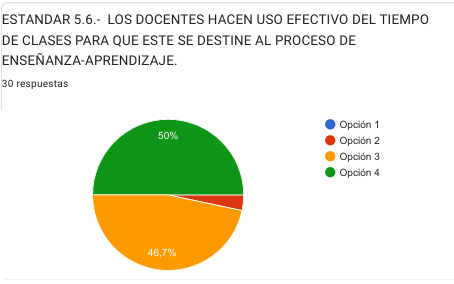 ESTANDAR 5.6.- LOS DOCENTES HACEN USO EFECTIVO DEL TIEMPO
DE CLASES PARA QUE ESTE SE DESTINE AL PROCESO DE
ENSEÑANZA-APRENDIZAJE.
30 respuestas
50%
46,7%
Opción 1
Opción 2
Opción 3
Opción 4